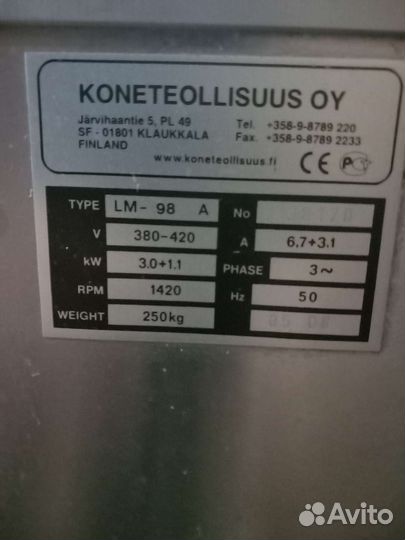 KONETEOLLISUUS OY
Järvihaantie 5, PL 49 Tel. +358-9-8789 220
SF - 01801 KLAUKKALA Fax. +358-9-8789 2233
FINLAND
www.koneteollisuus.fi CE
TYPE LM- 98 A No
V 380-420 A 6,7+3.1
kW 3.0+1.1 PHASE 3~
RPM 1420 Hz 50
WEIGHT 250kg
Avito